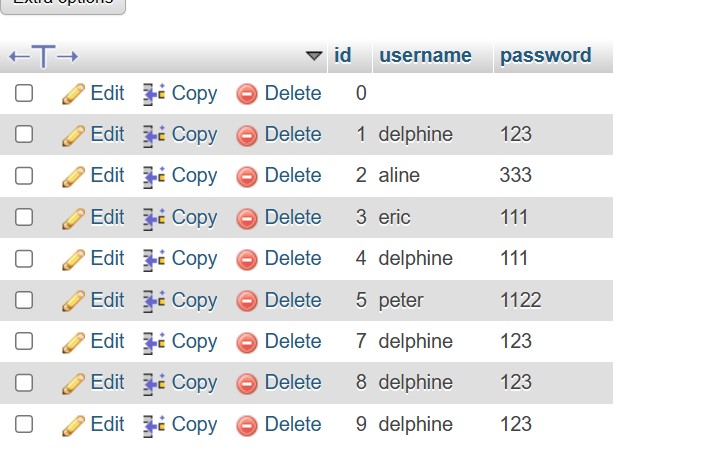 Extra options
←T→ id username password
Edit Copy Delete 0
Edit Copy Delete 1 delphine 123
Edit Copy Delete 2 aline 333
Edit Copy Delete 3 eric 111
Edit Copy Delete 4 delphine 111
Edit Copy Delete 5 peter 1122
Edit Copy Delete 7 delphine 123
Edit Copy Delete 8 delphine 123
Edit Copy Delete 9 delphine 123